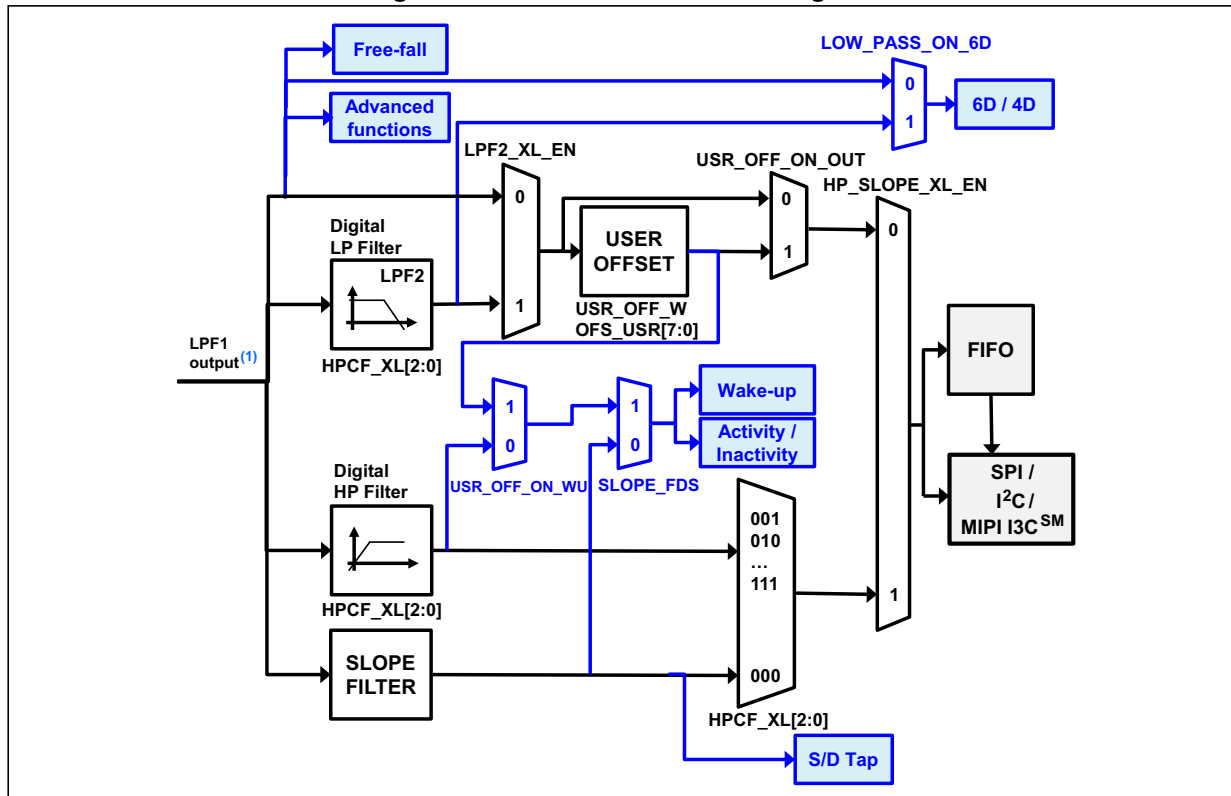 Free-fall
LOW_PASS_ON_6D
0
1
6D / 4D
Advanced
functions
LPF2_XL_EN
0
1
USR_OFF_ON_OUT
0
1
HP_SLOPE_XL_EN
0
1
Digital
LP Filter
LPF2
HPCF_XL[2:0]
USER
OFFSET
USR_OFF_W
OFS_USR[7:0]
LPF1
output(1)
FIFO
1
0
USR_OFF_ON_WU
1
0
SLOPE_FDS
Wake-up
Activity /
Inactivity
SPI /
I2C /
MIPI I3CSM
Digital
HP Filter
HPCF_XL[2:0]
001
010
...
111
000
HPCF_XL[2:0]
SLOPE
FILTER
S/D Tap